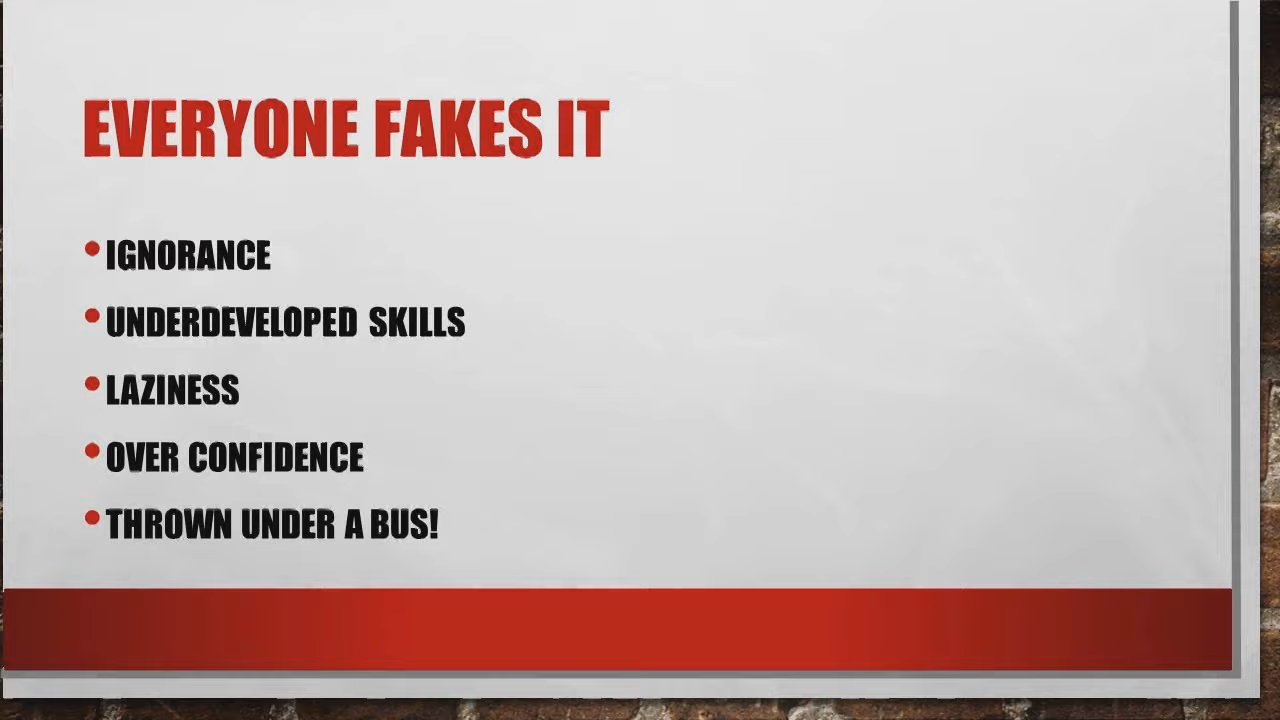 EVERYONE FAKES IT
• IGNORANCE
• UNDERDEVELOPED SKILLS
• LAZINESS
• OVER CONFIDENCE
• THROWN UNDER A BUS!